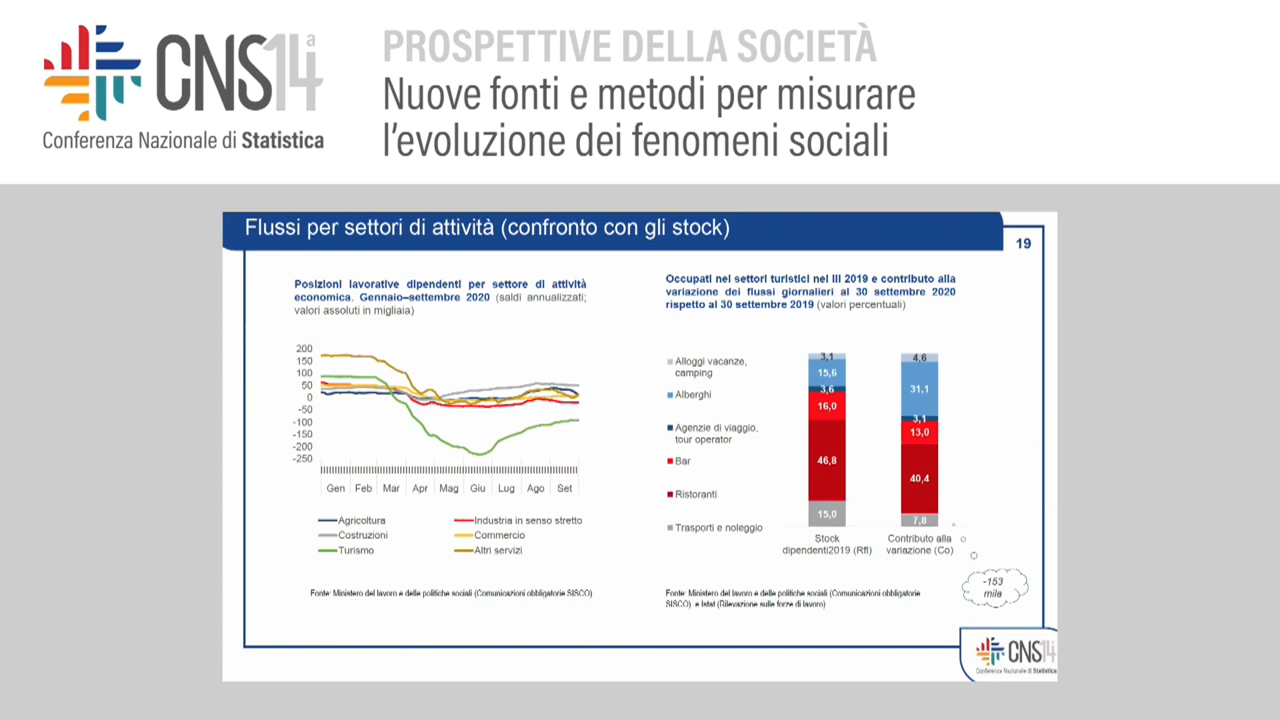 CNS14a
Conferenza Nazionale di Statistica
PROSPETTIVE DELLA SOCIETÀ
Nuove fonti e metodi per misurare
l'evoluzione dei fenomeni sociali
Flussi per settori di attività (confronto con gli stock)
19
Posizioni lavorative dipendenti per settore di attività
economica. Gennaio–settembre 2020 (saldi annualizzati;
valori assoluti in migliaia)
200
150
100
50
0
-50
-100
-150
-200
-250
Gen Feb Mar Apr Mag Giu Lug Ago Set
Agricoltura
Industria in senso stretto
Costruzioni
Commercio
Turismo
Altri servizi
Fonte: Ministero del lavoro e delle politiche sociali (Comunicazioni obbligatorie SISCO)
Occupati nei settori turistici nel III 2019 e contributo alla
variazione dei flussi giornalieri al 30 settembre 2020
rispetto al 30 settembre 2019 (valori percentuali)
Alloggi vacanze,
camping
Alberghi
Agenzie di viaggio,
tour operator
Bar
Ristoranti
Trasporti e noleggio
3,1
15,6
3,6
16,0
46,8
15,0
4,6
31,1
3,1
13,0
40,4
7,8
Stock
dipendenti2019 (Rfl)
Contributo alla
variazione (Co)
-153
mila
Fonte: Ministero del lavoro e delle politiche sociali (Comunicazioni obbligatorie
SISCO) e Istat (Rilevazione sulle forze di lavoro)
CNS14
Conferenza Nazionale di Statistica